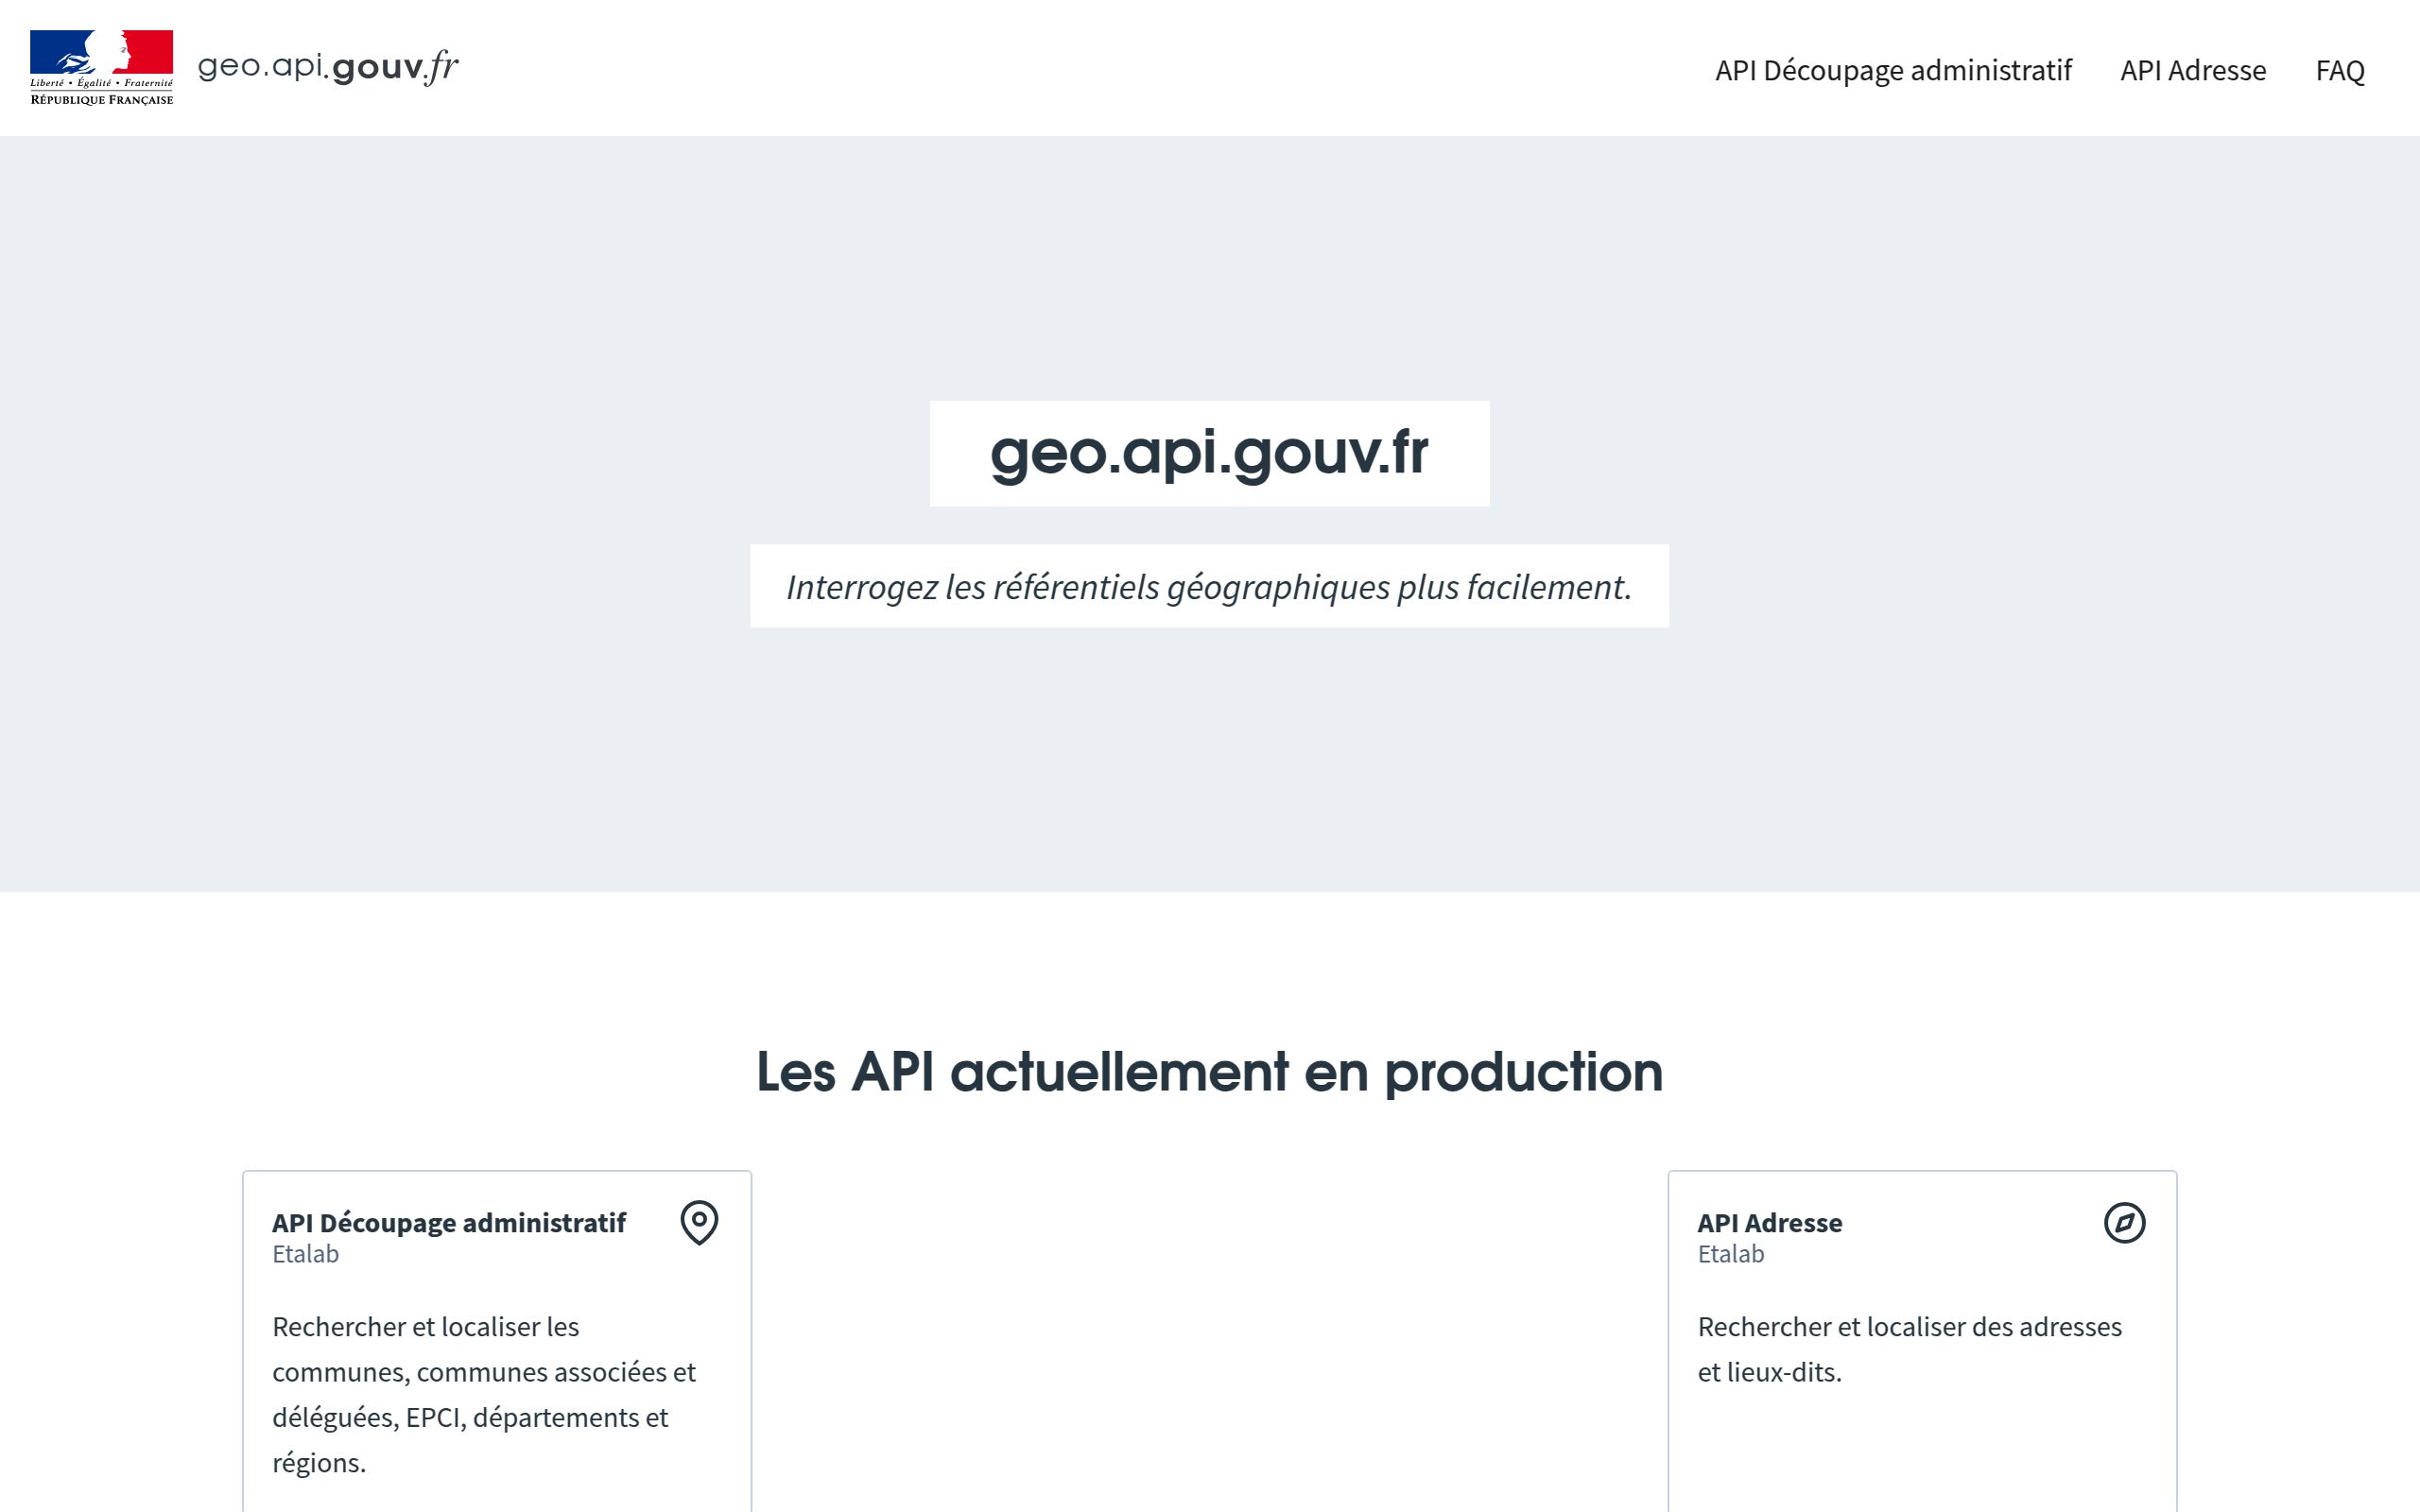 Liberté • Égalité • Fraternité
RÉPUBLIQUE FRANÇAISE
geo.api.gouv.fr
API Découpage administratif
API Adresse
FAQ
geo.api.gouv.fr
Interrogez les référentiels géographiques plus facilement.
Les API actuellement en production
API Découpage administratif
Etalab
Rechercher et localiser les
communes, communes associées et
déléguées, EPCI, départements et
régions.
API Adresse
Etalab
Rechercher et localiser des adresses
et lieux-dits.